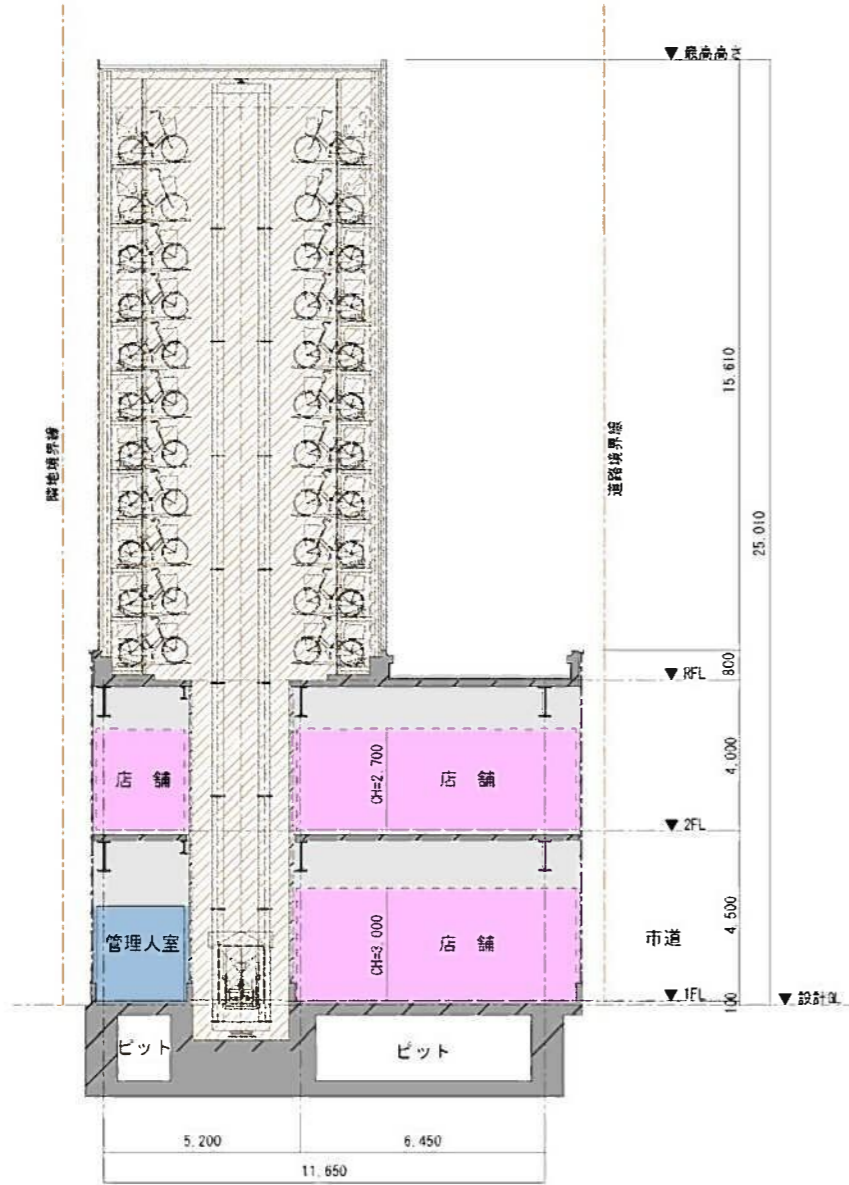 ▼ 最高高さ
15.610
隣地境界線
道路境界線
25.010
800
▼ RFL
店 舗
CH=2 700
店 舗
4.000
▼ 2FL
管理人室
CH=3,000
店 舗
市道
4.500
▼ 1FL
100
▼ 設計GL
ピット
ピット
5.200
6.450
11.650